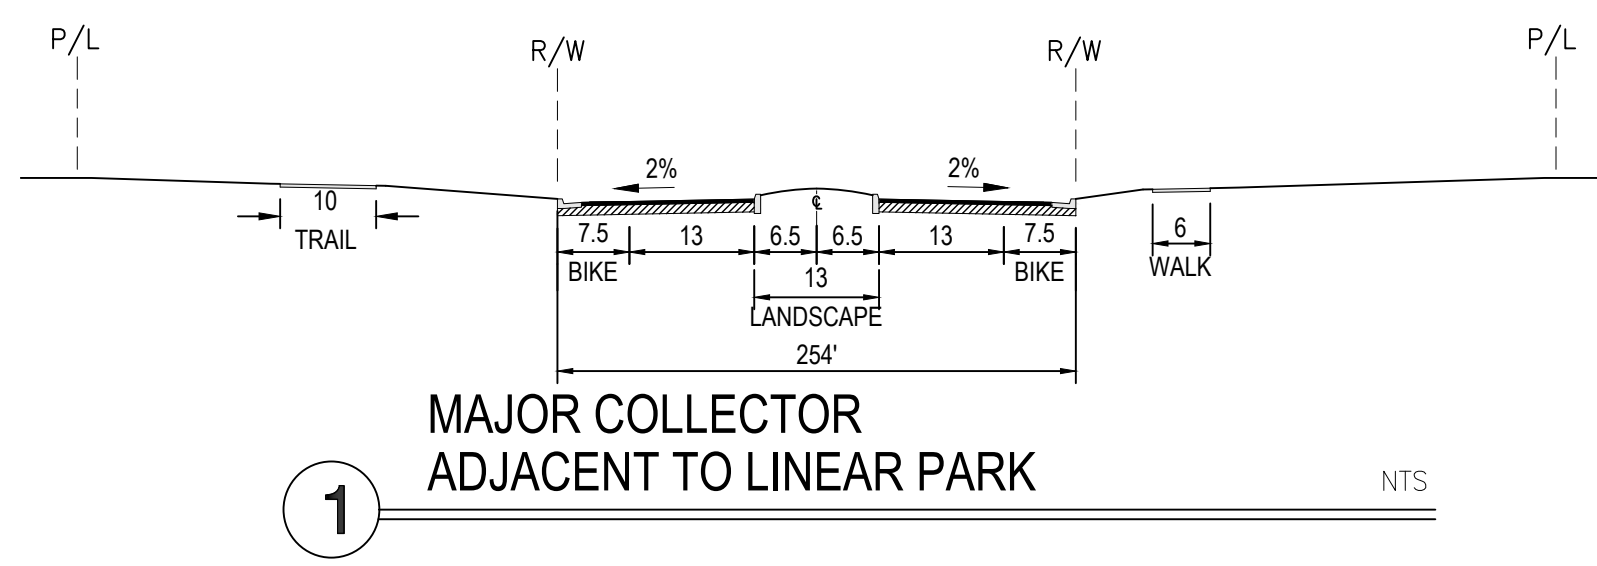 P/L
R/W
R/W
P/L
2%
2%
℄
10
TRAIL
7.5
13
6.5
6.5
13
7.5
6
BIKE
13
BIKE
WALK
LANDSCAPE
254'
MAJOR COLLECTOR
ADJACENT TO LINEAR PARK
1
NTS